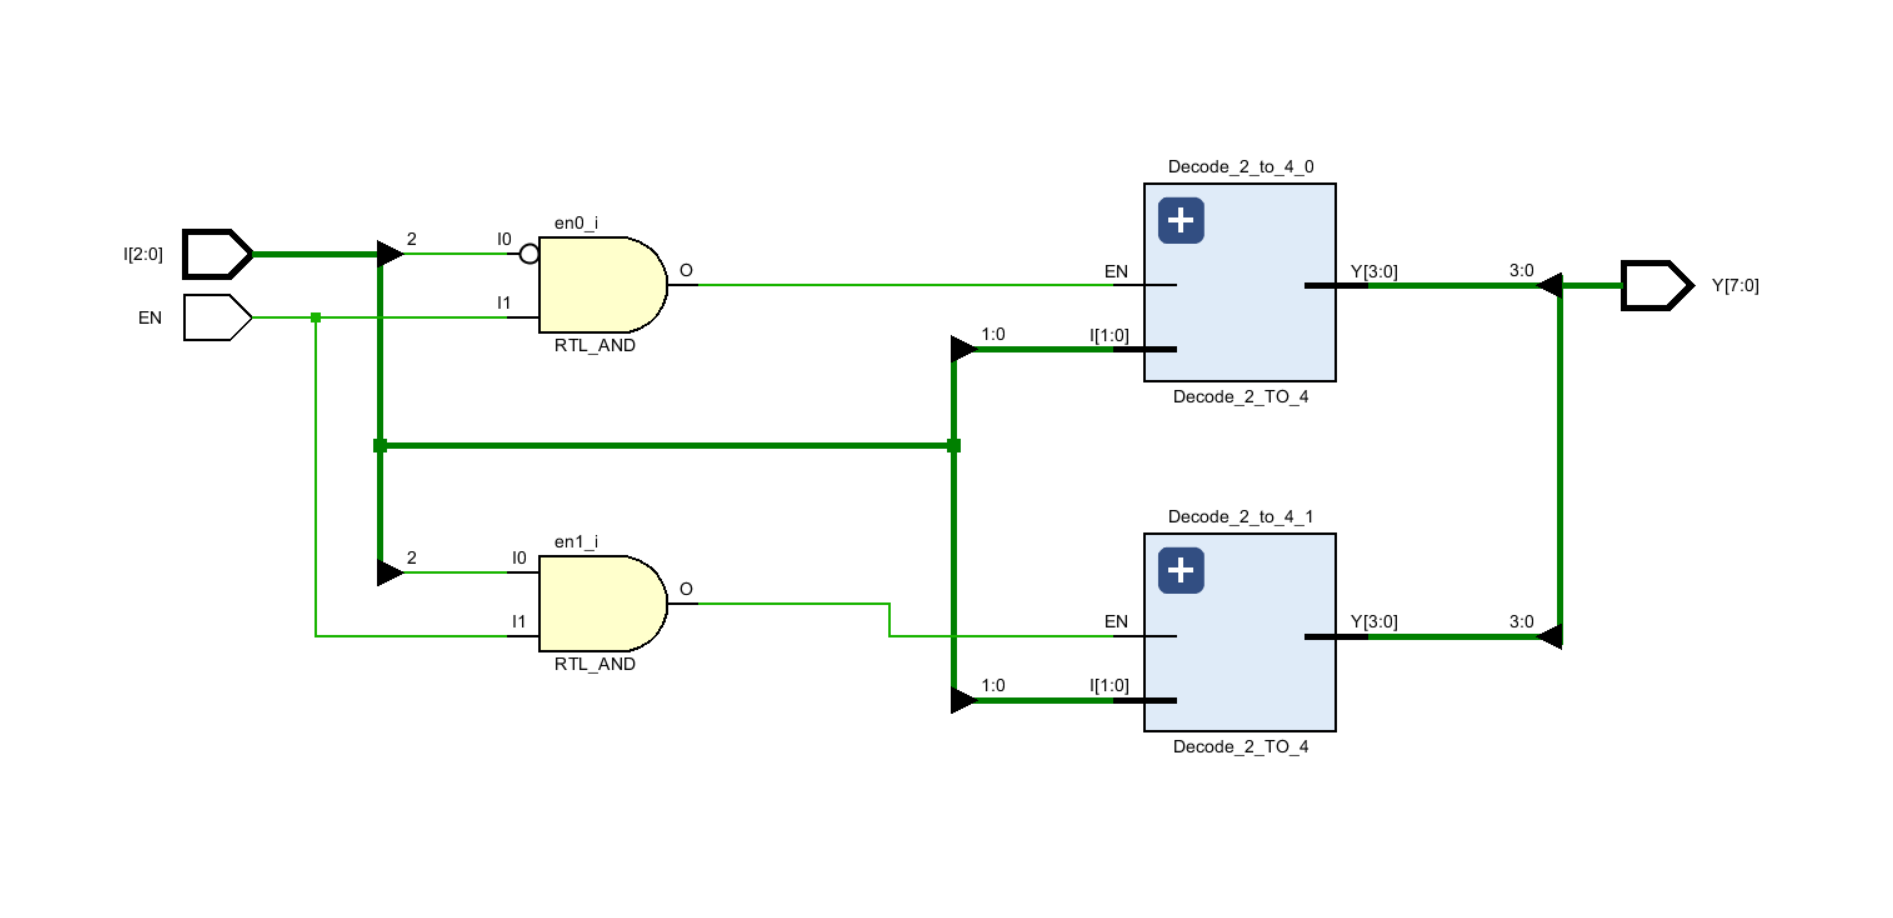 I[2:0]
EN
2
I0
en0_i
I1
O
RTL_AND
2
I0
en1_i
I1
O
RTL_AND
Decode_2_to_4_0
EN
1:0
I[1:0]
Y[3:0]
3:0
Decode_2_TO_4
Decode_2_to_4_1
EN
1:0
I[1:0]
Y[3:0]
3:0
Decode_2_TO_4
Y[7:0]